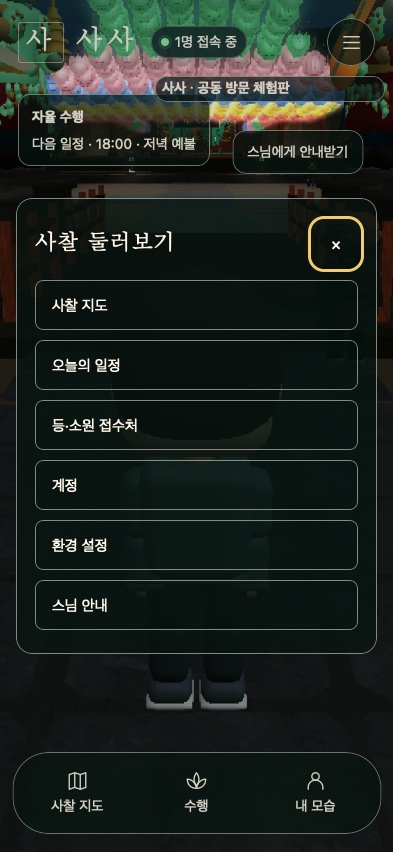 사 사사
1명 접속 중
사사 · 공동 방문 체험판
자율 수행
다음 일정 · 18:00 · 저녁 예불
스님에게 안내받기
사찰 둘러보기
×
사찰 지도
오늘의 일정
등·소원 접수처
계정
환경 설정
스님 안내
사찰 지도
수행
내 모습